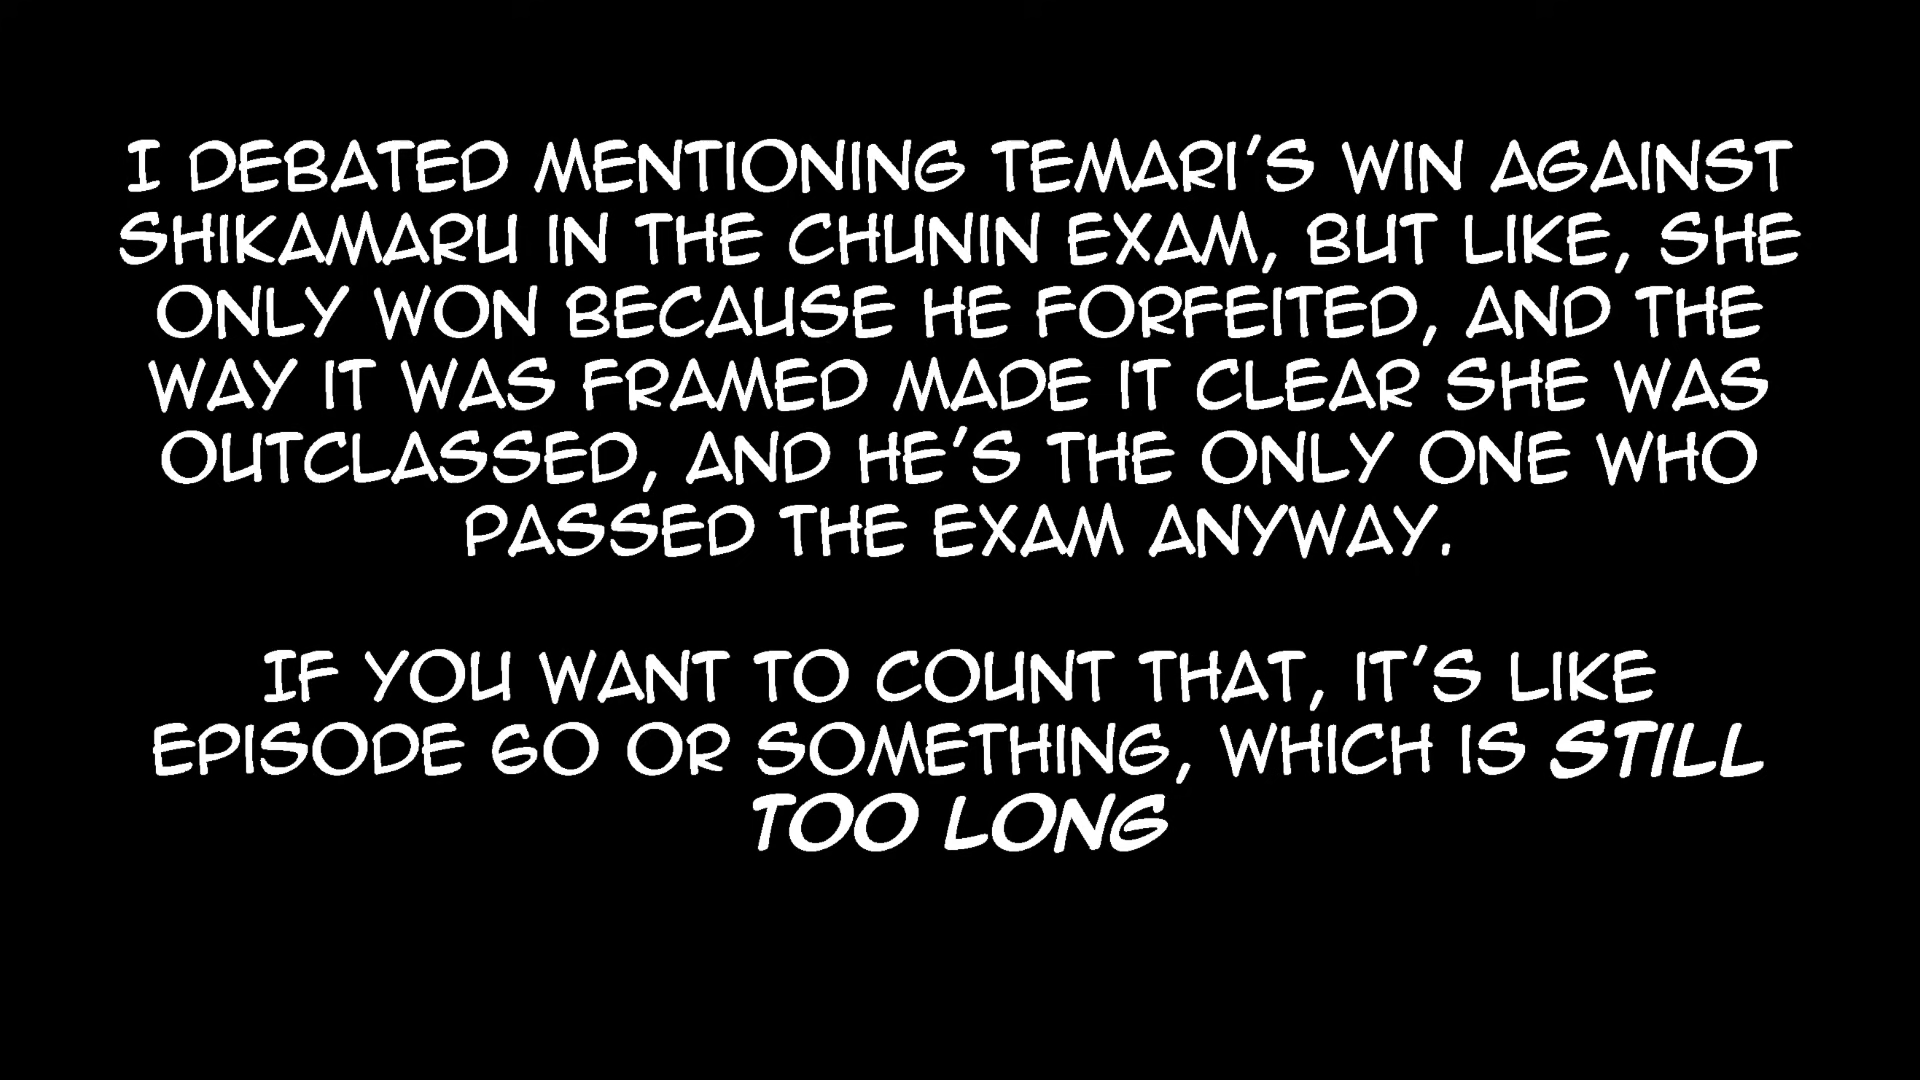 I DEBATED MENTIONING TEMARI'S WIN AGAINST
SHIKAMARU IN THE CHUNIN EXAM, BUT LIKE, SHE
ONLY WON BECAUSE HE FORFEITED, AND THE
WAY IT WAS FRAMED MADE IT CLEAR SHE WAS
OUTCLASSED, AND HE'S THE ONLY ONE WHO
PASSED THE EXAM ANYWAY.
IF YOU WANT TO COUNT THAT, IT'S LIKE
EPISODE 60 OR SOMETHING, WHICH IS STILL
TOO LONG